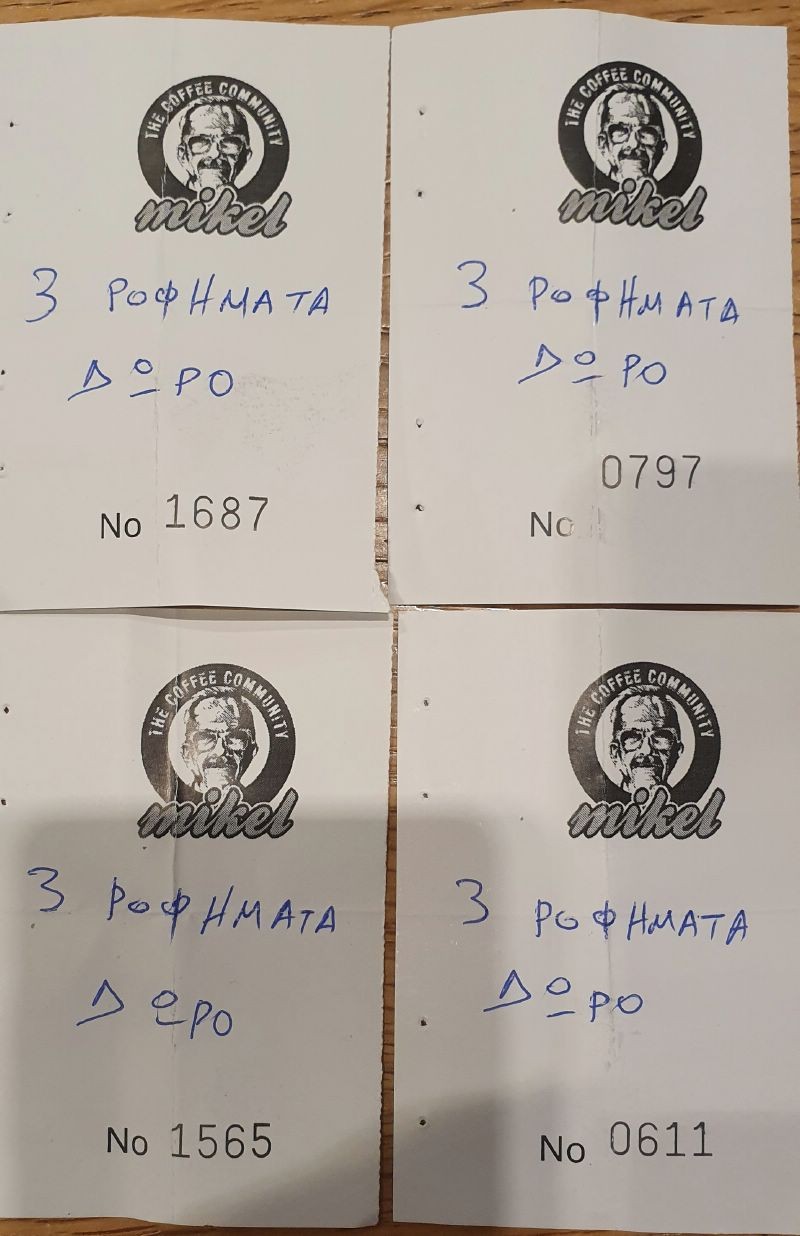 THE COFFEE COMMUNITY
mikel
3 ΡΟΦΗΜΑΤΑ
ΔΩΡΟ
No 1687
THE COFFEE COMMUNITY
mikel
3 ΡΟΦΗΜΑΤΑ
ΔΩΡΟ
0797
No
THE COFFEE COMMUNITY
mikel
3 ΡΟΦΗΜΑΤΑ
ΔΩΡΟ
No 1565
THE COFFEE COMMUNITY
mikel
3 ΡΟΦΗΜΑΤΑ
ΔΩΡΟ
No 0611